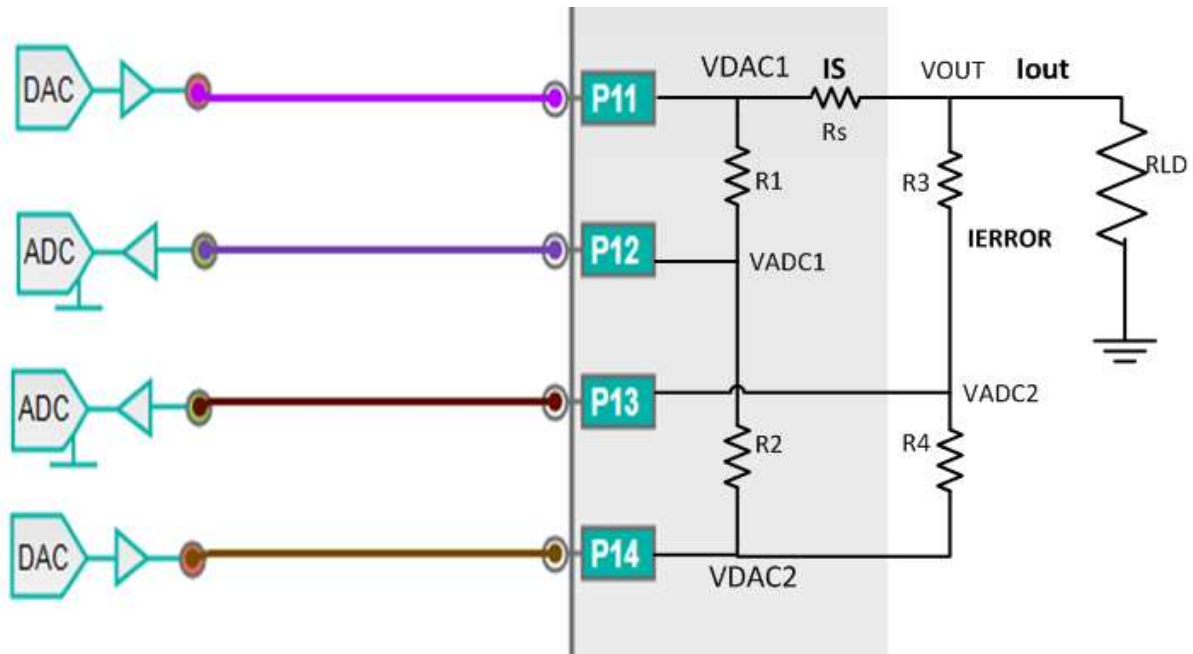 VDAC1 IS VOUT Iout
DAC P11
Rs
R1 R3 RLD
ADC P12 IERROR
VADC1
ADC P13 VADC2
R2 R4
DAC P14
VDAC2